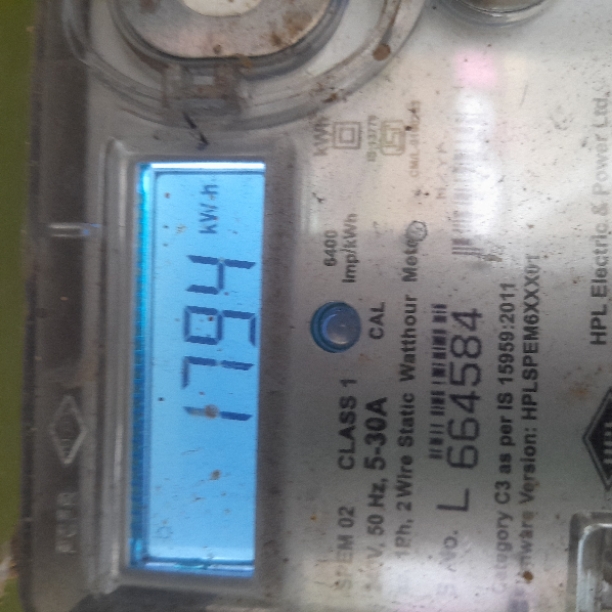 1794 kW-H
kWh
6400
Imp/kWh
CAL
CLASS 1
50 Hz, 5-30A
1Ph, 2 Wire Static Watthour Meter
L 664584
Category C3 as per IS 15959:2011
Version: HPLSPEM6XXX01
HPL Electric & Power Ltd.